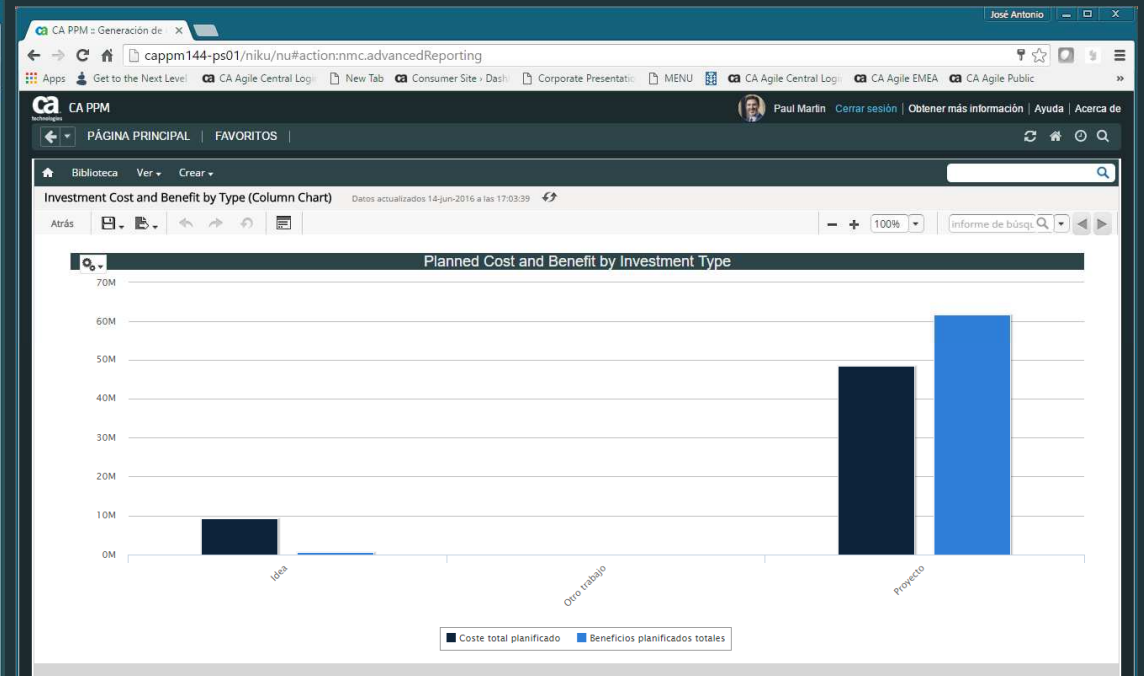 José Antonio
CA PPM :: Generación de
cappm144-ps01/niku/nu#action:nmc.advancedReporting
Apps Get to the Next Level CA Agile Central Logi New Tab Consumer Site › Dash Corporate Presentatio MENU CA Agile Central Logi CA Agile EMEA CA Agile Public »
ca technologies CA PPM Paul Martin Cerrar sesión | Obtener más información | Ayuda | Acerca de
PÁGINA PRINCIPAL | FAVORITOS |
Biblioteca Ver Crear
Investment Cost and Benefit by Type (Column Chart) Datos actualizados 14-jun-2016 a las 17:03:39
Atrás 100% informe de búsq
Planned Cost and Benefit by Investment Type
70M
60M
50M
40M
30M
20M
10M
0M
Idea Otro trabajo Proyecto
Coste total planificado Beneficios planificados totales